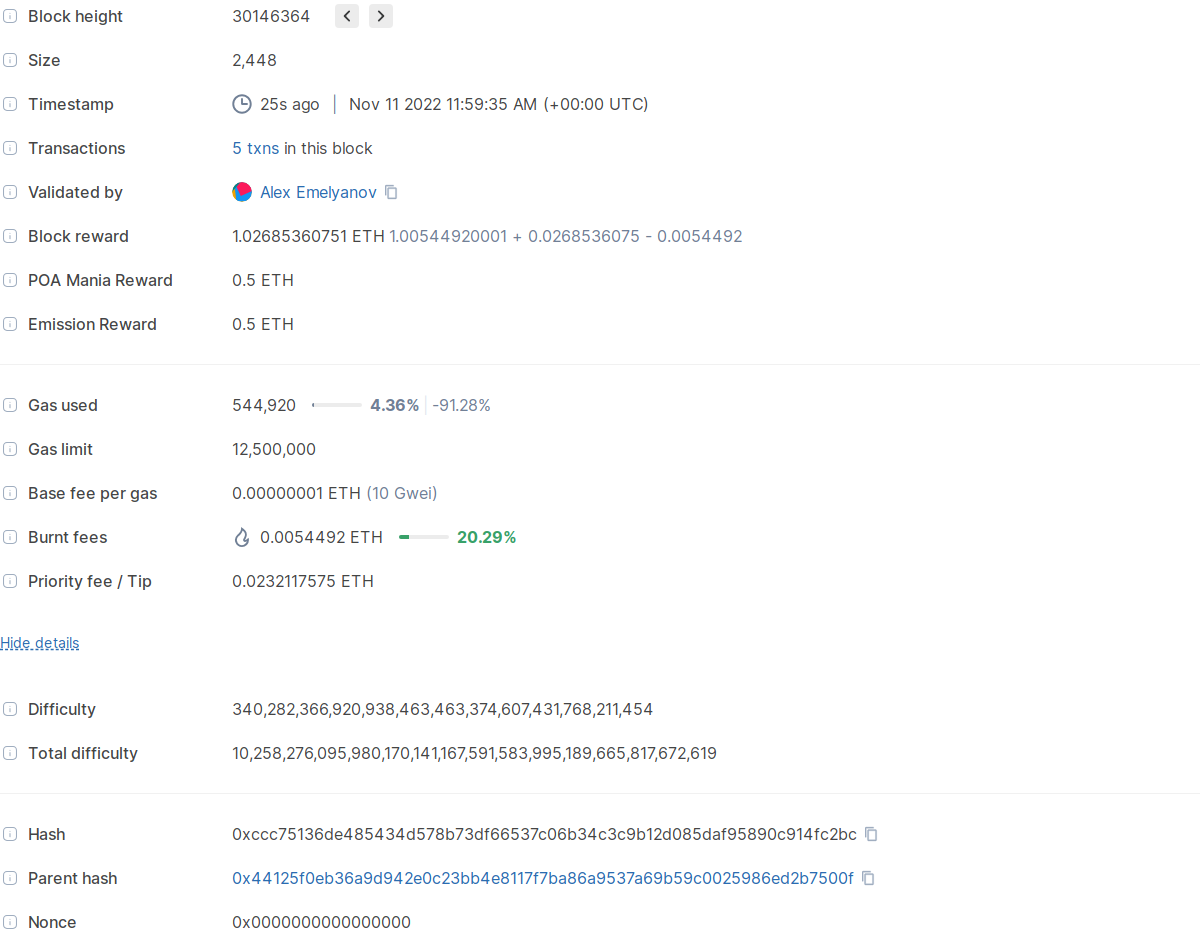 Block height 30146364
Size 2,448
Timestamp 25s ago | Nov 11 2022 11:59:35 AM (+00:00 UTC)
Transactions 5 txns in this block
Validated by Alex Emelyanov
Block reward 1.02685360751 ETH 1.00544920001 + 0.0268536075 - 0.0054492
POA Mania Reward 0.5 ETH
Emission Reward 0.5 ETH
Gas used 544,920 4.36% -91.28%
Gas limit 12,500,000
Base fee per gas 0.00000001 ETH (10 Gwei)
Burnt fees 0.0054492 ETH 20.29%
Priority fee / Tip 0.0232117575 ETH
Hide details
Difficulty 340,282,366,920,938,463,463,374,607,431,768,211,454
Total difficulty 10,258,276,095,980,170,141,167,591,583,995,189,665,817,672,619
Hash 0xccc75136de485434d578b73df66537c06b34c3c9b12d085daf95890c914fc2bc
Parent hash 0x44125f0eb36a9d942e0c23bb4e8117f7ba86a9537a69b59c0025986ed2b7500f
Nonce 0x0000000000000000